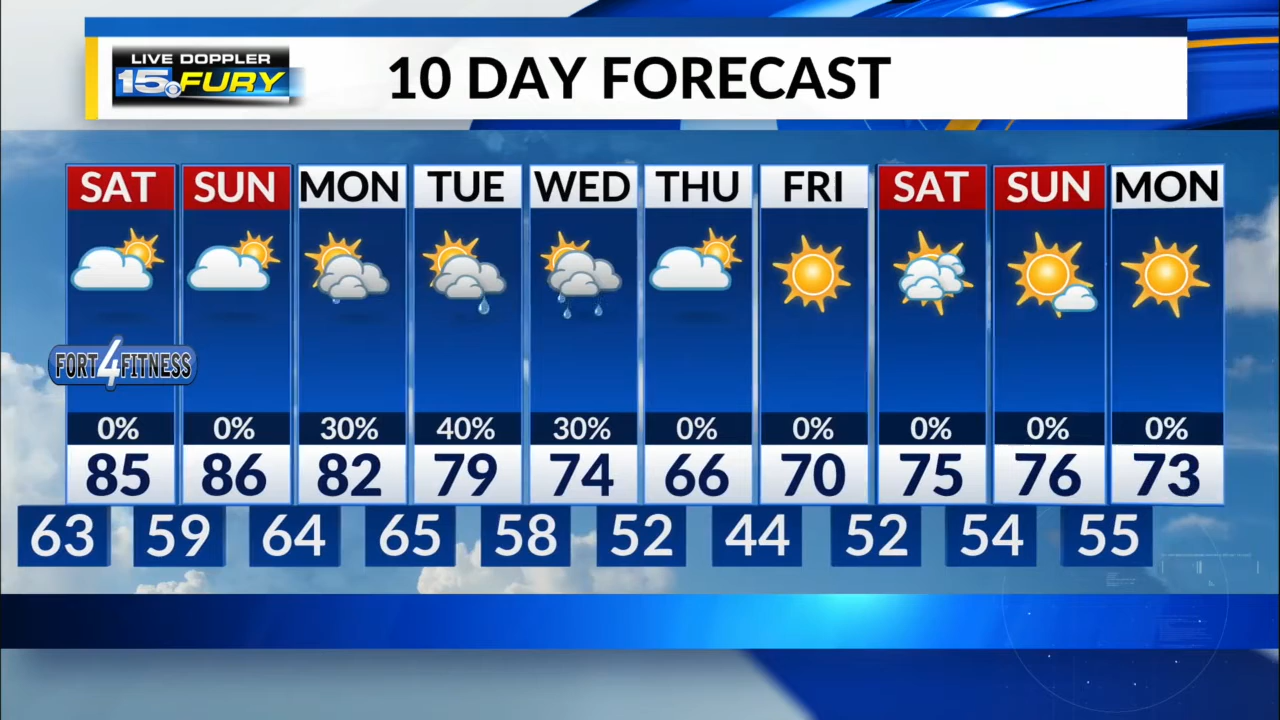 LIVE DOPPLER
15 FURY
10 DAY FORECAST
SAT SUN MON TUE WED THU FRI SAT SUN MON
FORT4FITNESS
0% 0% 30% 40% 30% 0% 0% 0% 0% 0%
85 86 82 79 74 66 70 75 76 73
63 59 64 65 58 52 44 52 54 55